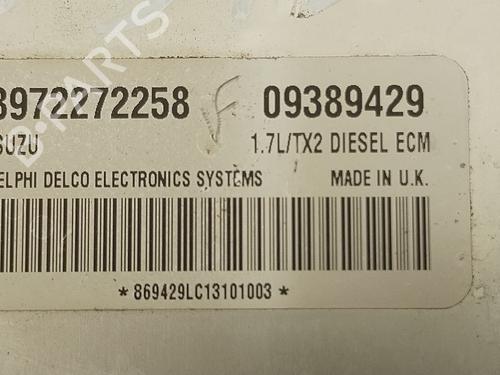 8972272258 F 09389429
SUZU 1.7L/TX2 DIESEL ECM
ELPHI DELCO ELECTRONICS SYSTEMS MADE IN U.K.
*869429LC13101003*
B-PARTS